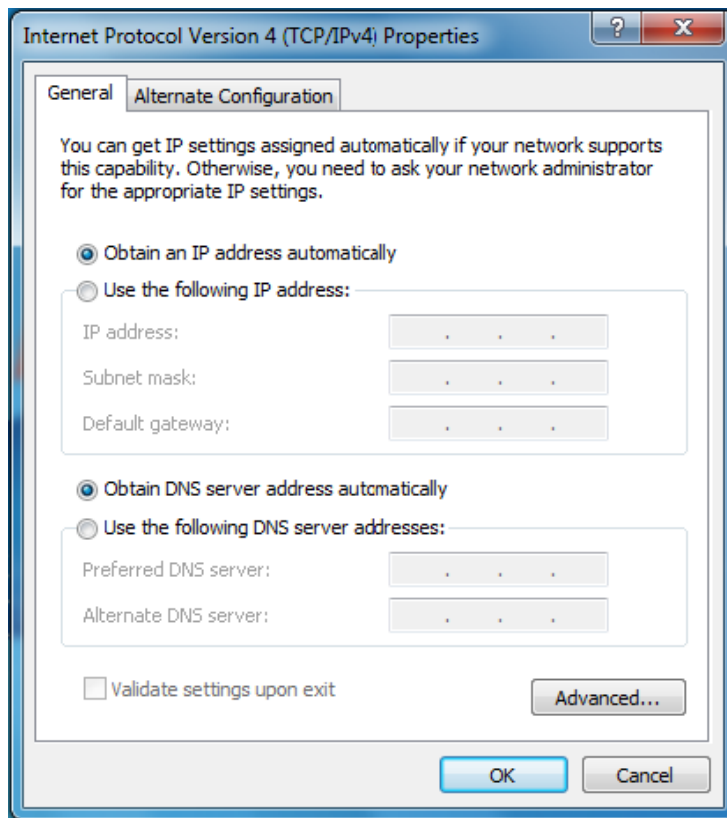 Internet Protocol Version 4 (TCP/IPv4) Properties
General
Alternate Configuration
You can get IP settings assigned automatically if your network supports
this capability. Otherwise, you need to ask your network administrator
for the appropriate IP settings.
Obtain an IP address automatically
Use the following IP address:
IP address:
Subnet mask:
Default gateway:
Obtain DNS server address automatically
Use the following DNS server addresses:
Preferred DNS server:
Alternate DNS server:
Validate settings upon exit
Advanced...
OK
Cancel